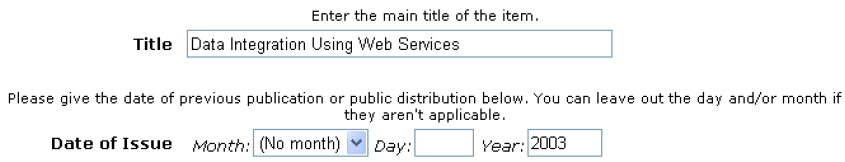 Enter the main title of the item.
Title Data Integration Using Web Services
Please give the date of previous publication or public distribution below. You can leave out the day and/or month if
they aren't applicable.
Date of Issue Month: (No month) Day: Year: 2003